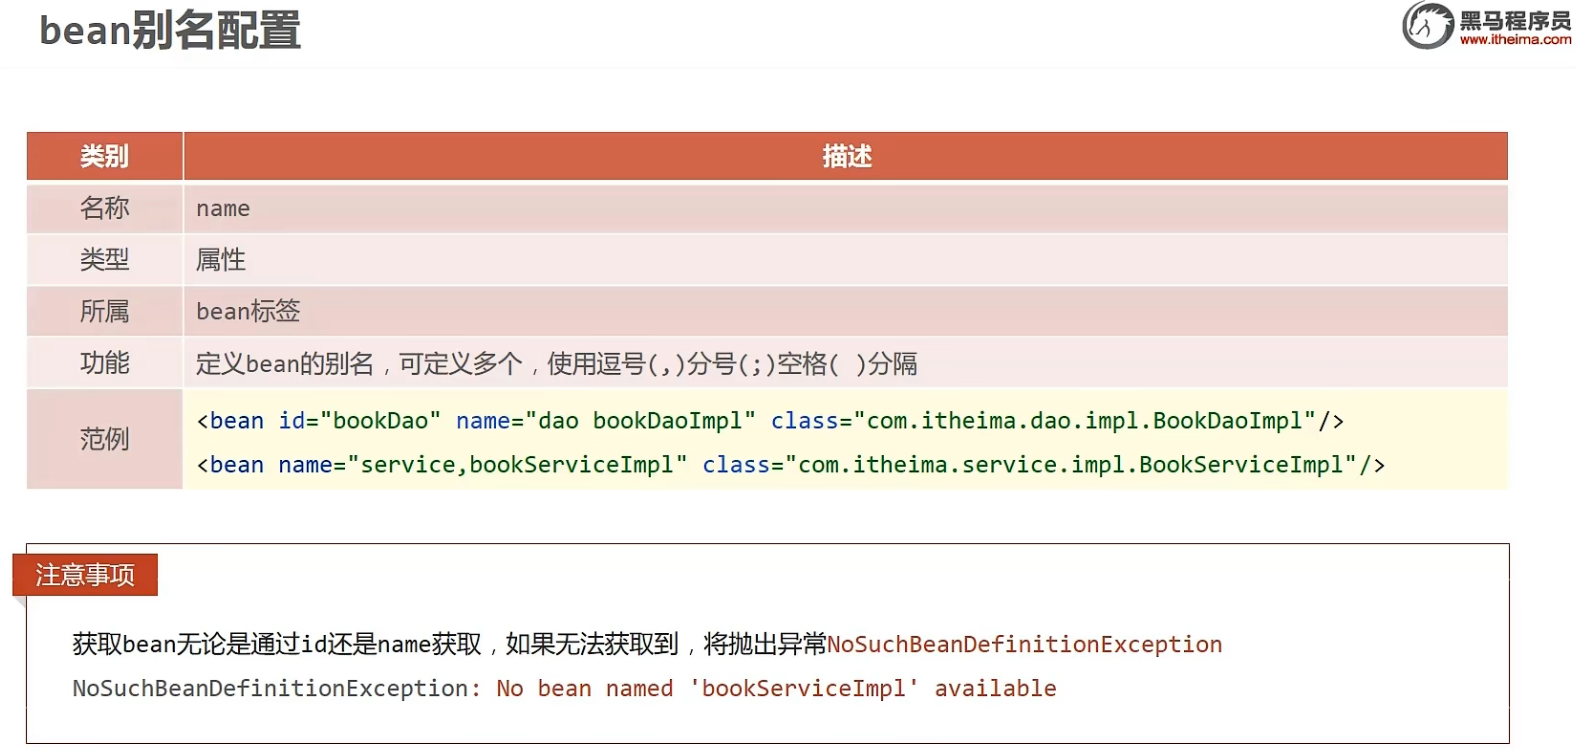 bean别名配置
黑马程序员
www.itheima.com
类别 描述
名称 name
类型 属性
所属 bean标签
功能 定义bean的别名，可定义多个，使用逗号(,)分号(;)空格( )分隔
范例
<bean id="bookDao" name="dao bookDaoImpl" class="com.itheima.dao.impl.BookDaoImpl"/>
<bean name="service,bookServiceImpl" class="com.itheima.service.impl.BookServiceImpl"/>
注意事项
获取bean无论是通过id还是name获取，如果无法获取到，将抛出异常NoSuchBeanDefinitionException
NoSuchBeanDefinitionException: No bean named 'bookServiceImpl' available